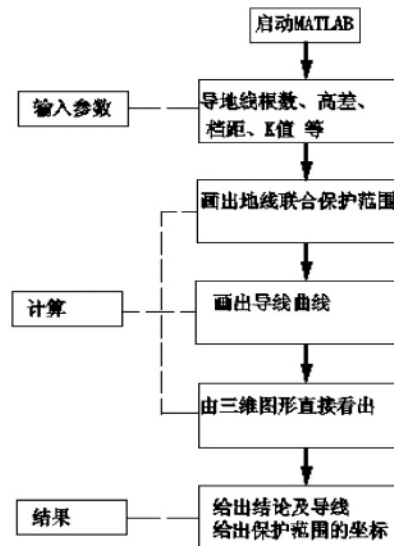 启动MATLAB
输入参数
导地线根数、高差、
档距、K值 等
画出地线联合保护范围
计算
画出导线曲线
由三维图形直接看出
结果
给出结论及导线
给出保护范围的坐标